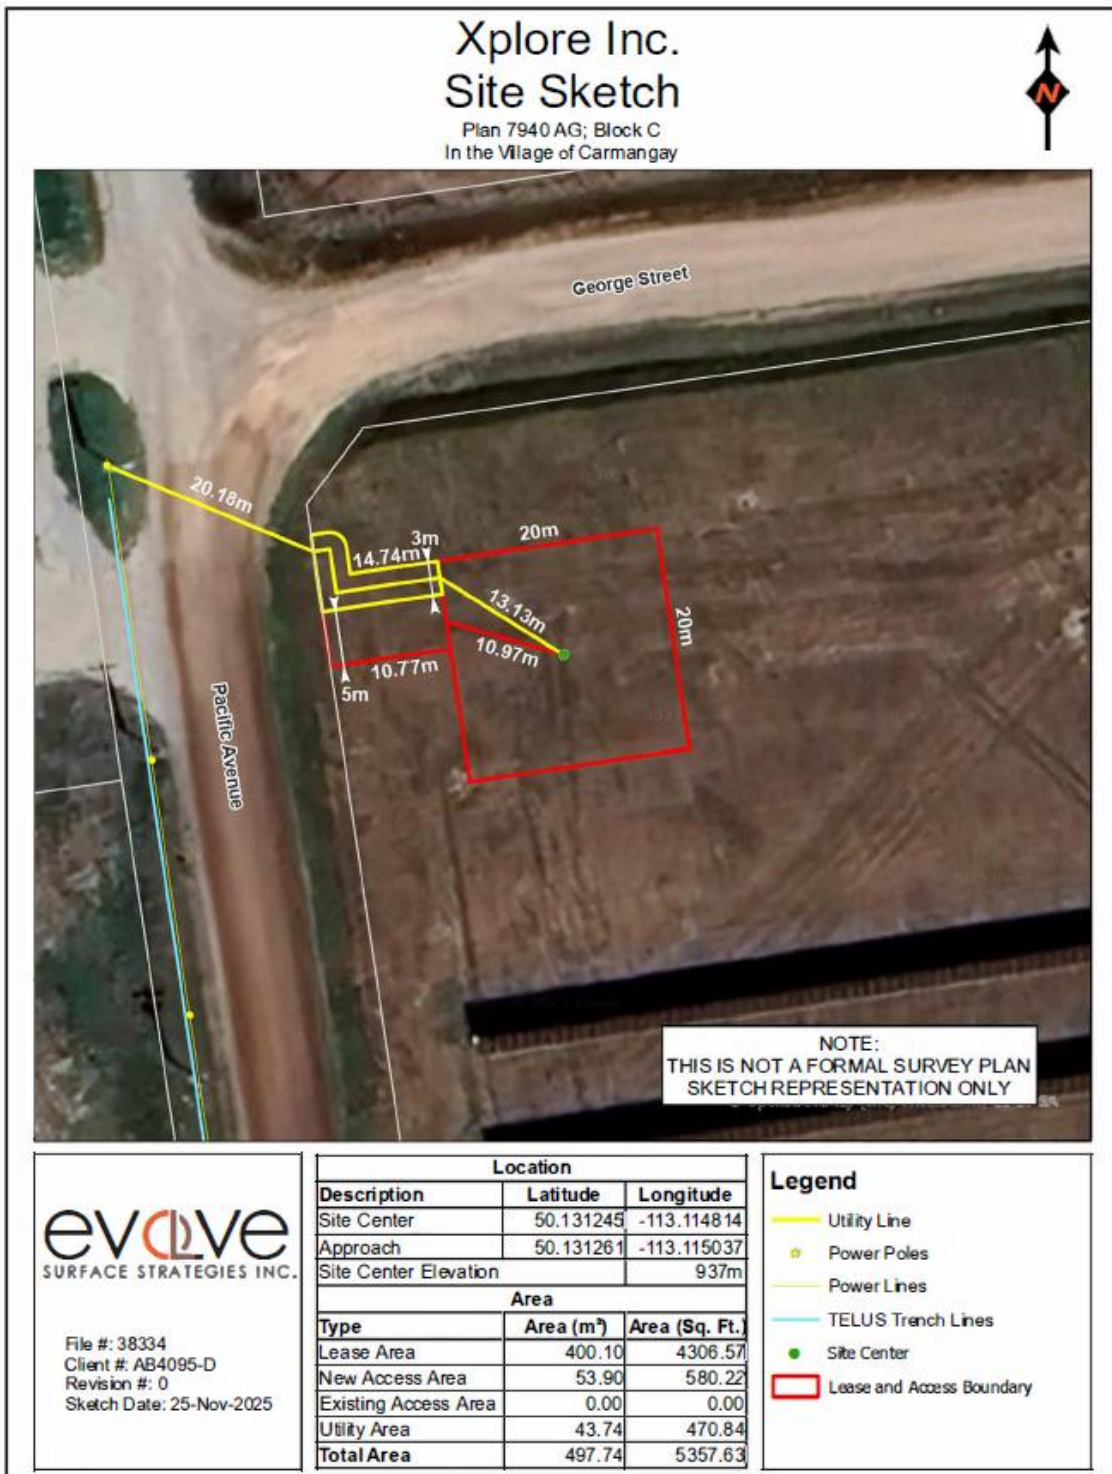 Xplore Inc.
Site Sketch
Plan 7940 AG; Block C
In the Village of Carmangay
N
George Street
20.18m
3m
20m
14.74m
13.13m
20m
10.97m
10.77m
5m
Pacific Avenue
NOTE:
THIS IS NOT A FORMAL SURVEY PLAN
SKETCH REPRESENTATION ONLY
evolve
SURFACE STRATEGIES INC.
File #: 38334
Client #: AB4095-D
Revision #: 0
Sketch Date: 25-Nov-2025
Location
Description Latitude Longitude
Site Center 50.131245 -113.114814
Approach 50.131261 -113.115037
Site Center Elevation 937m
Area
Type Area (m²) Area (Sq. Ft.)
Lease Area 400.10 4306.57
New Access Area 53.90 580.22
Existing Access Area 0.00 0.00
Utility Area 43.74 470.84
Total Area 497.74 5357.63
Legend
Utility Line
Power Poles
Power Lines
TELUS Trench Lines
Site Center
Lease and Access Boundary